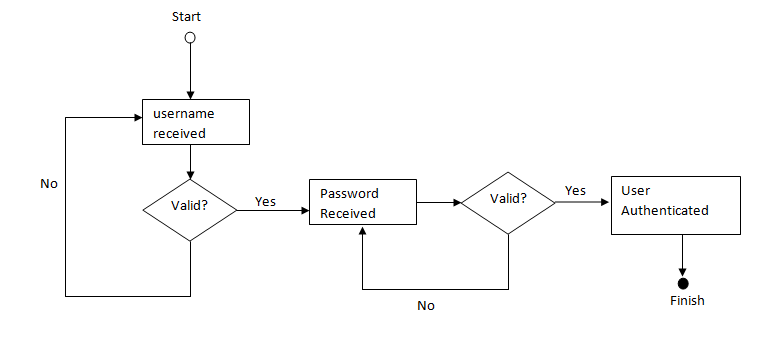 Start
username
received
No
Valid?
Yes
Password
Received
Valid?
Yes
No
User
Authenticated
Finish